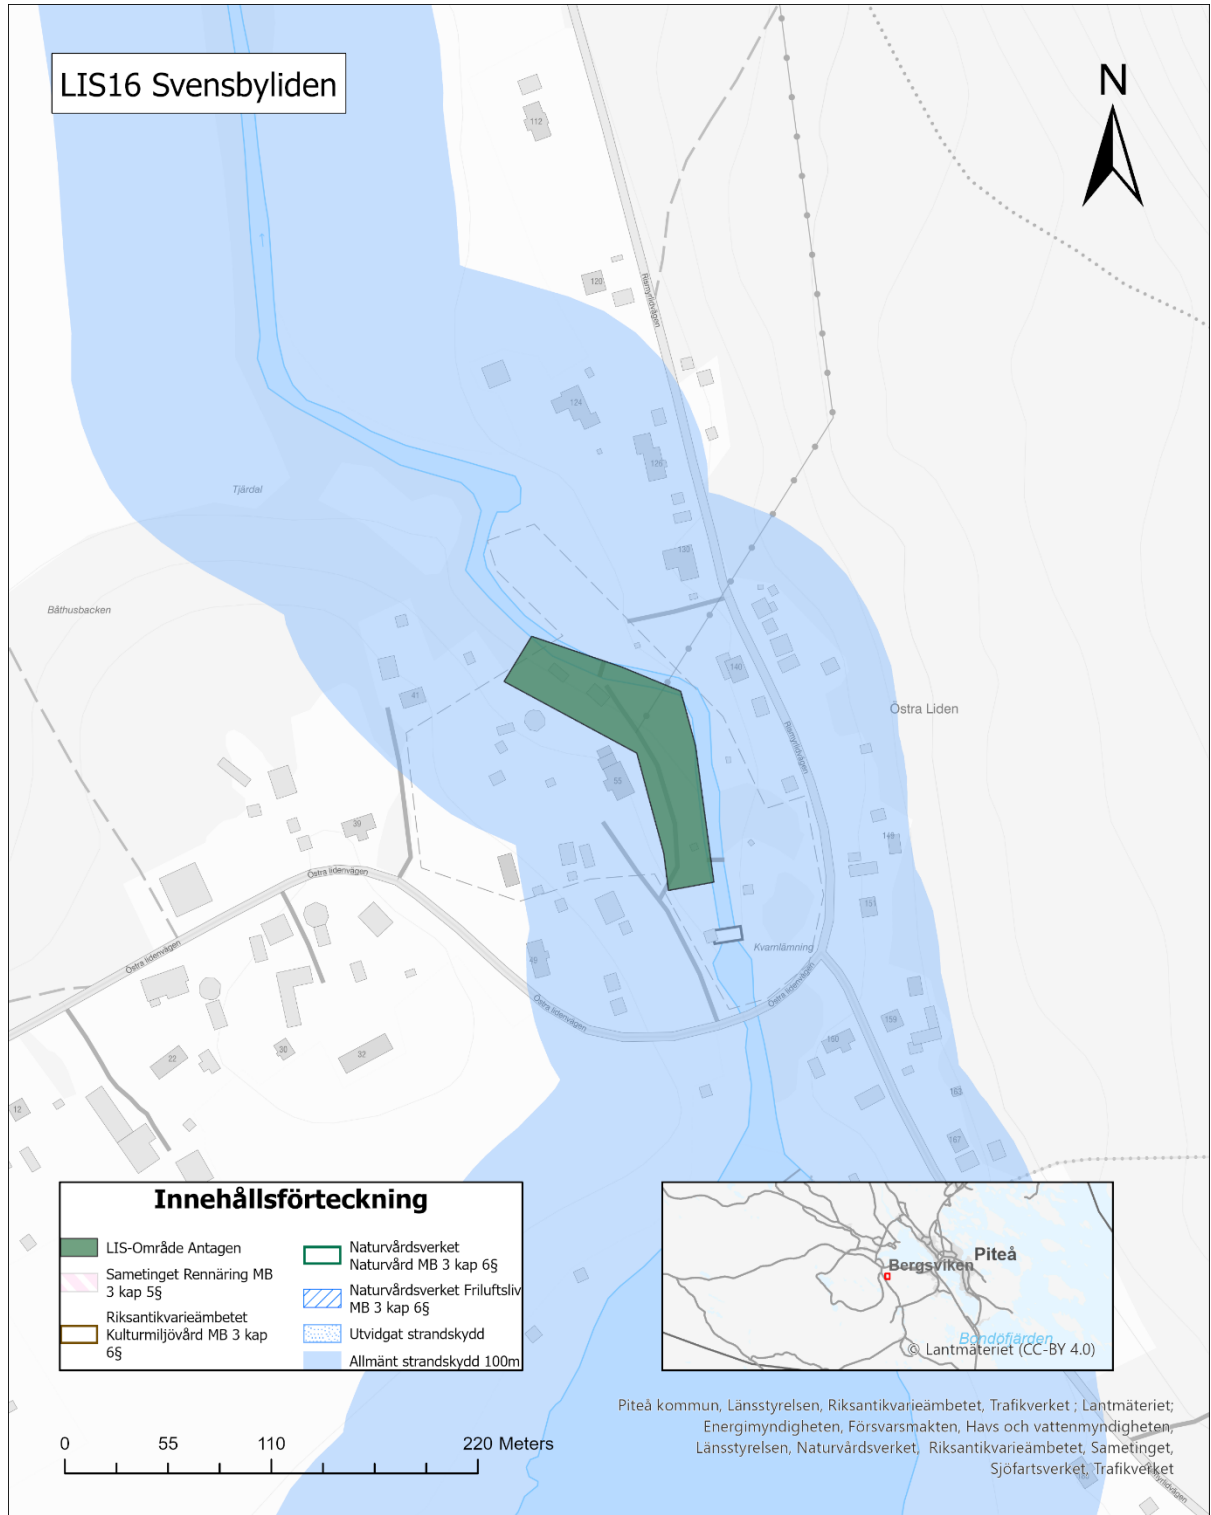 LIS16 Svensbyliden
N
112
120
Rismyrlidvägen
124
Tjärdal
133
Båthusbacken
140
41
Östra Liden
Rismyrlidvägen
55
39
148
Östra lidenvägen
151
Kvarnlämning
Östra lidenvägen
49
Östra lidenvägen
Östra lidenvägen
159
160
30
32
22
163
12
167
Innehållsförteckning
LIS-Område Antagen
Sametinget Rennäring MB
3 kap 5§
Riksantikvarieämbetet
Kulturmiljövård MB 3 kap
6§
Naturvårdsverket
Naturvård MB 3 kap 6§
Naturvårdsverket Friluftsliv
MB 3 kap 6§
Utvidgat strandskydd
Allmänt strandskydd 100m
Piteå
Bergsviken
Bondöfjärden
© Lantmäteriet (CC-BY 4.0)
Piteå kommun, Länsstyrelsen, Riksantikvarieämbetet, Trafikverket ; Lantmäteriet;
Energimyndigheten, Försvarsmakten, Havs och vattenmyndigheten,
Länsstyrelsen, Naturvårdsverket, Riksantikvarieämbetet, Sametinget,
Sjöfartsverket, Trafikverket
0 55 110 220 Meters
Rismyrlidvägen